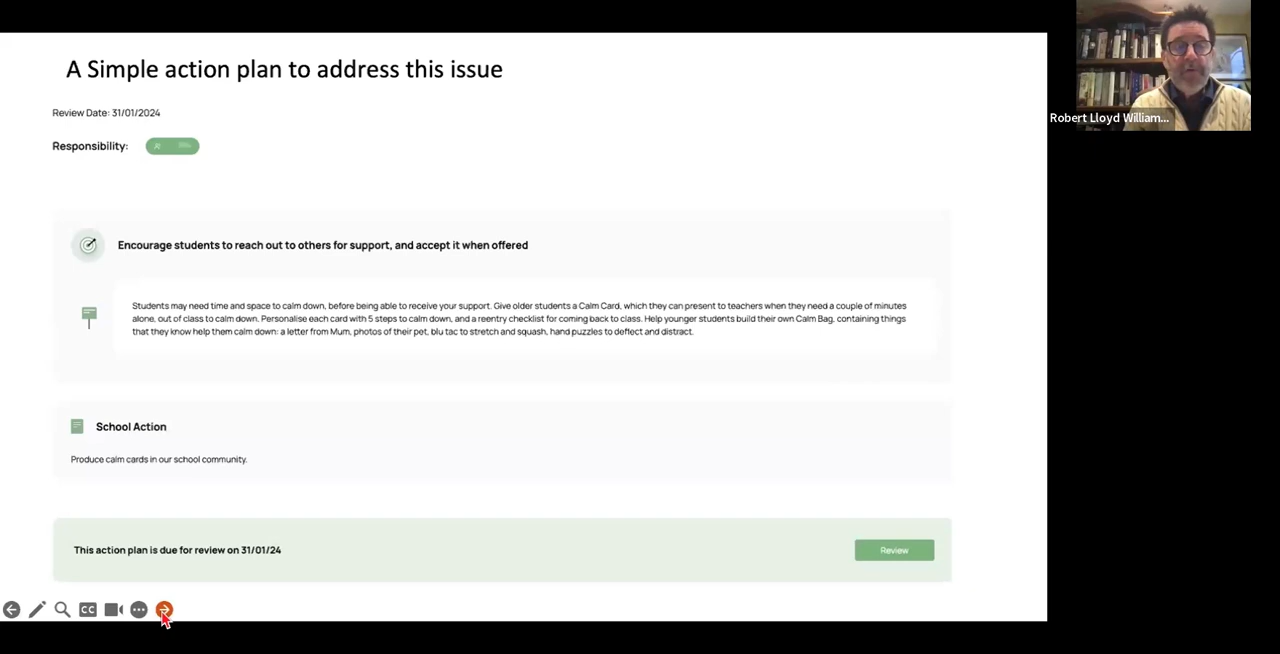 A Simple action plan to address this issue
Review Date: 31/01/2024
Responsibility:
Encourage students to reach out to others for support, and accept it when offered
Students may need time and space to calm down, before being able to receive your support. Give older students a Calm Card, which they can present to teachers when they need a couple of minutes
alone, out of class to calm down. Personalise each card with 5 steps to calm down, and a reentry checklist for coming back to class. Help younger students build their own Calm Bag, containing things
that they know help them calm down: a letter from Mum, photos of their pet, blu tac to stretch and squash, hand puzzles to deflect and distract.
School Action
Produce calm cards in our school community.
This action plan is due for review on 31/01/24
Review
CC
Robert Lloyd William...